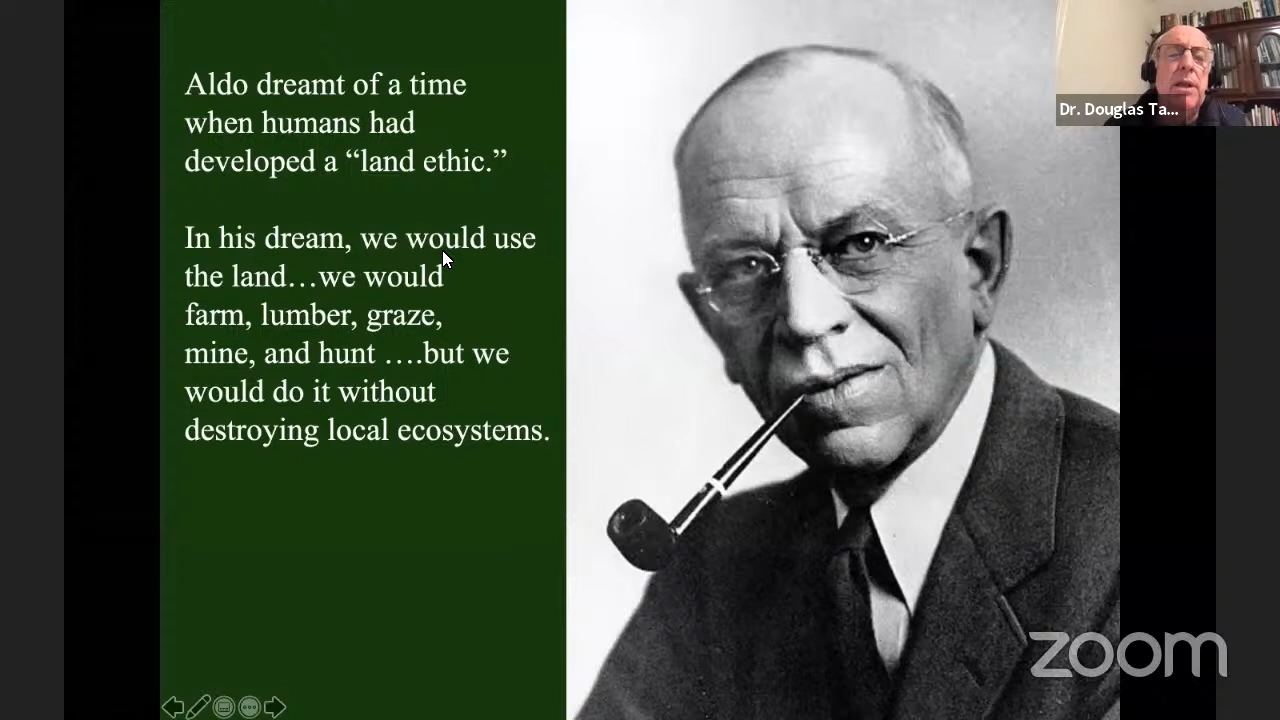 Aldo dreamt of a time
when humans had
developed a “land ethic.”
In his dream, we would use
the land…we would
farm, lumber, graze,
mine, and hunt ….but we
would do it without
destroying local ecosystems.
Dr. Douglas Ta...
zoom